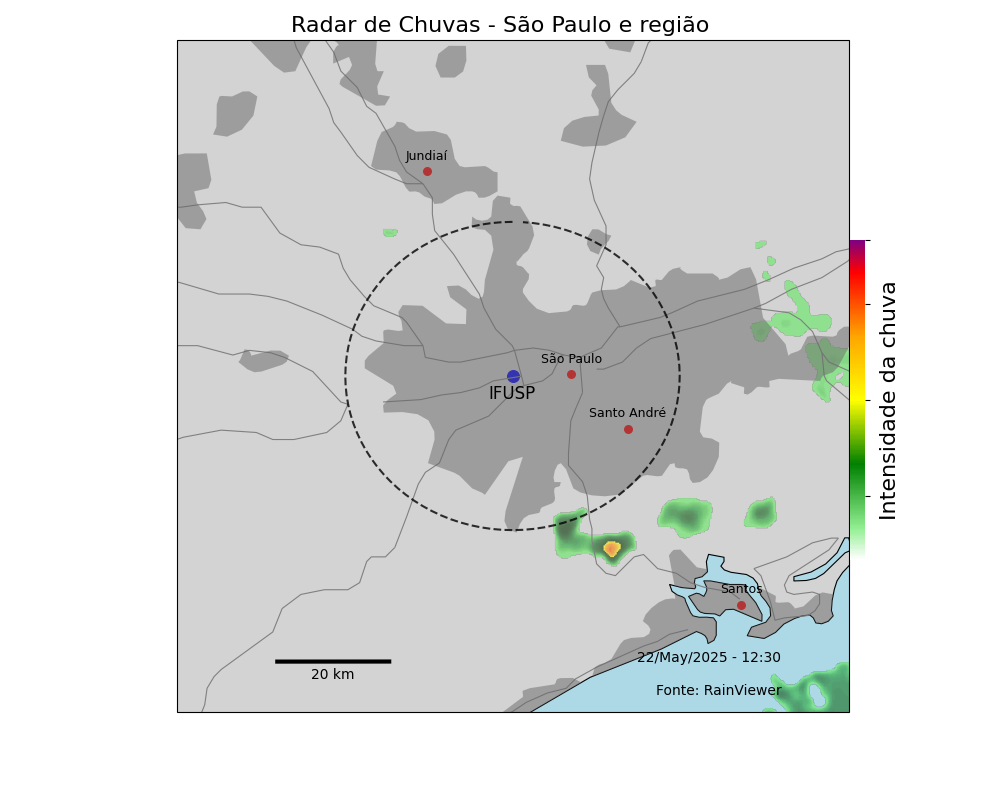 Radar de Chuvas - São Paulo e região
Jundiaí
São Paulo
IFUSP
Santo André
Intensidade da chuva
Santos
22/May/2025 - 12:30
20 km
Fonte: RainViewer